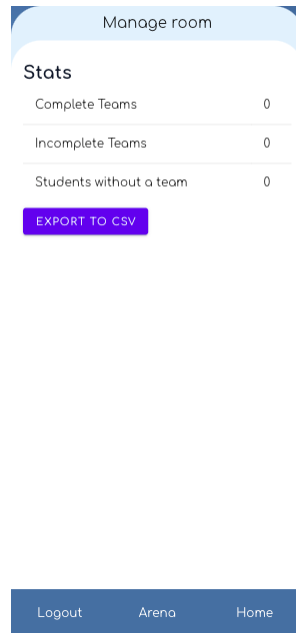 Manage room
Stats
Complete Teams 0
Incomplete Teams 0
Students without a team 0
EXPORT TO CSV
Logout Arena Home